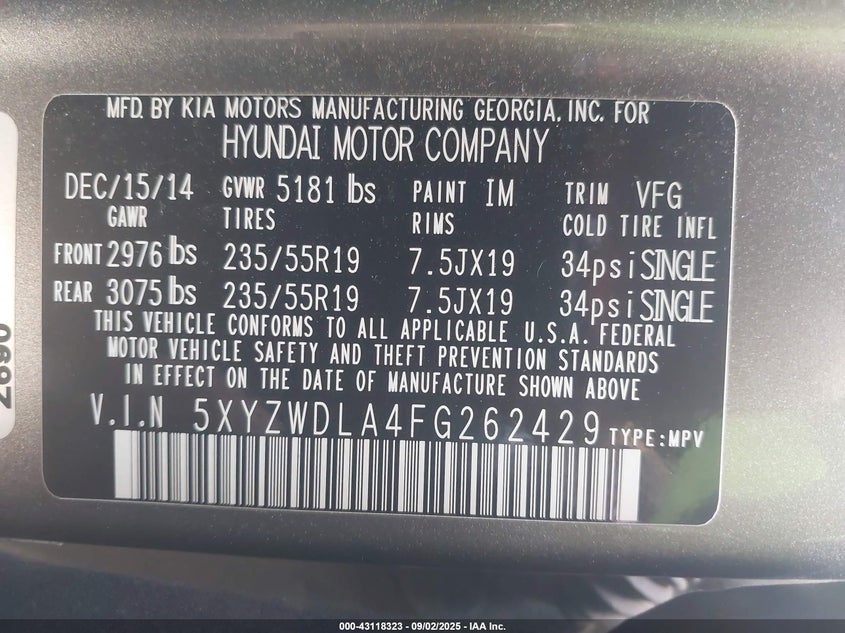 MFD. BY KIA MOTORS MANUFACTURING GEORGIA, INC. FOR
HYUNDAI MOTOR COMPANY
DEC/15/14 GVWR 5181 lbs PAINT IM TRIM VFG
GAWR TIRES RIMS COLD TIRE INFL
FRONT 2976 lbs 235/55R19 7.5JX19 34psi SINGLE
REAR 3075 lbs 235/55R19 7.5JX19 34psi SINGLE
THIS VEHICLE CONFORMS TO ALL APPLICABLE U.S.A. FEDERAL
MOTOR VEHICLE SAFETY AND THEFT PREVENTION STANDARDS
IN EFFECT ON THE DATE OF MANUFACTURE SHOWN ABOVE
V.I.N 5XYZWDLA4FG262429 TYPE:MPV
000-43118323 - 09/02/2025 - IAA Inc.